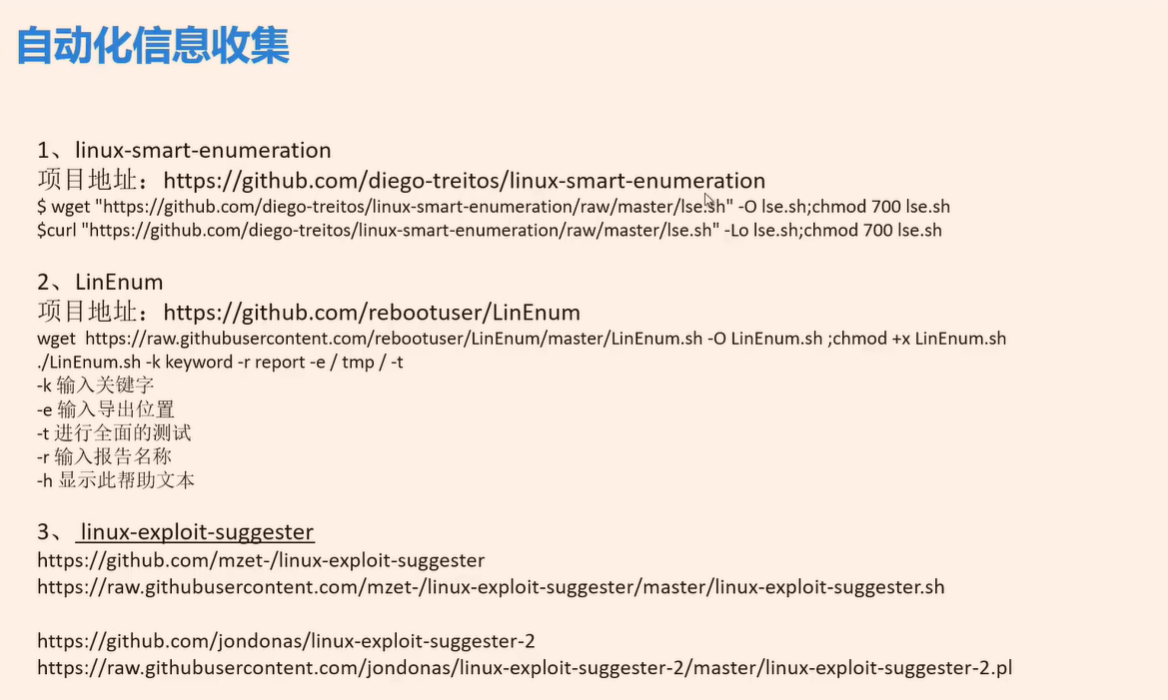 自动化信息收集
1、linux-smart-enumeration
项目地址：https://github.com/diego-treitos/linux-smart-enumeration
$ wget "https://github.com/diego-treitos/linux-smart-enumeration/raw/master/lse.sh" -O lse.sh;chmod 700 lse.sh
$curl "https://github.com/diego-treitos/linux-smart-enumeration/raw/master/lse.sh" -Lo lse.sh;chmod 700 lse.sh
2、LinEnum
项目地址：https://github.com/rebootuser/LinEnum
wget  https://raw.githubusercontent.com/rebootuser/LinEnum/master/LinEnum.sh -O LinEnum.sh ;chmod +x LinEnum.sh
./LinEnum.sh -k keyword -r report -e / tmp / -t
-k 输入关键字
-e 输入导出位置
-t 进行全面的测试
-r 输入报告名称
-h 显示此帮助文本
3、 linux-exploit-suggester
https://github.com/mzet-/linux-exploit-suggester
https://raw.githubusercontent.com/mzet-/linux-exploit-suggester/master/linux-exploit-suggester.sh
https://github.com/jondonas/linux-exploit-suggester-2
https://raw.githubusercontent.com/jondonas/linux-exploit-suggester-2/master/linux-exploit-suggester-2.pl